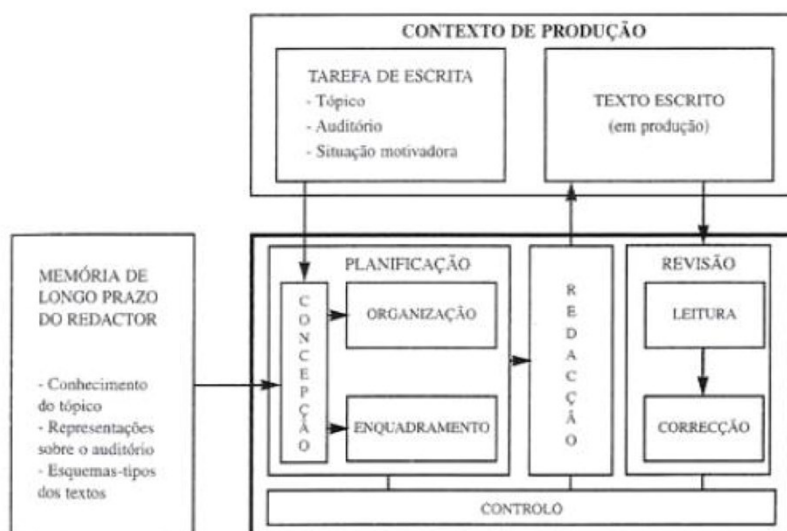 CONTEXTO DE PRODUÇÃO
TAREFA DE ESCRITA
- Tópico
- Auditório
- Situação motivadora
TEXTO ESCRITO
(em produção)
MEMÓRIA DE
LONGO PRAZO
DO REDACTOR
- Conhecimento
do tópico
- Representações
sobre o auditório
- Esquemas-tipos
dos textos
PLANIFICAÇÃO
CONCEPÇÃO
ORGANIZAÇÃO
ENQUADRAMENTO
REDACÇÃO
REVISÃO
LEITURA
CORRECÇÃO
CONTROLO